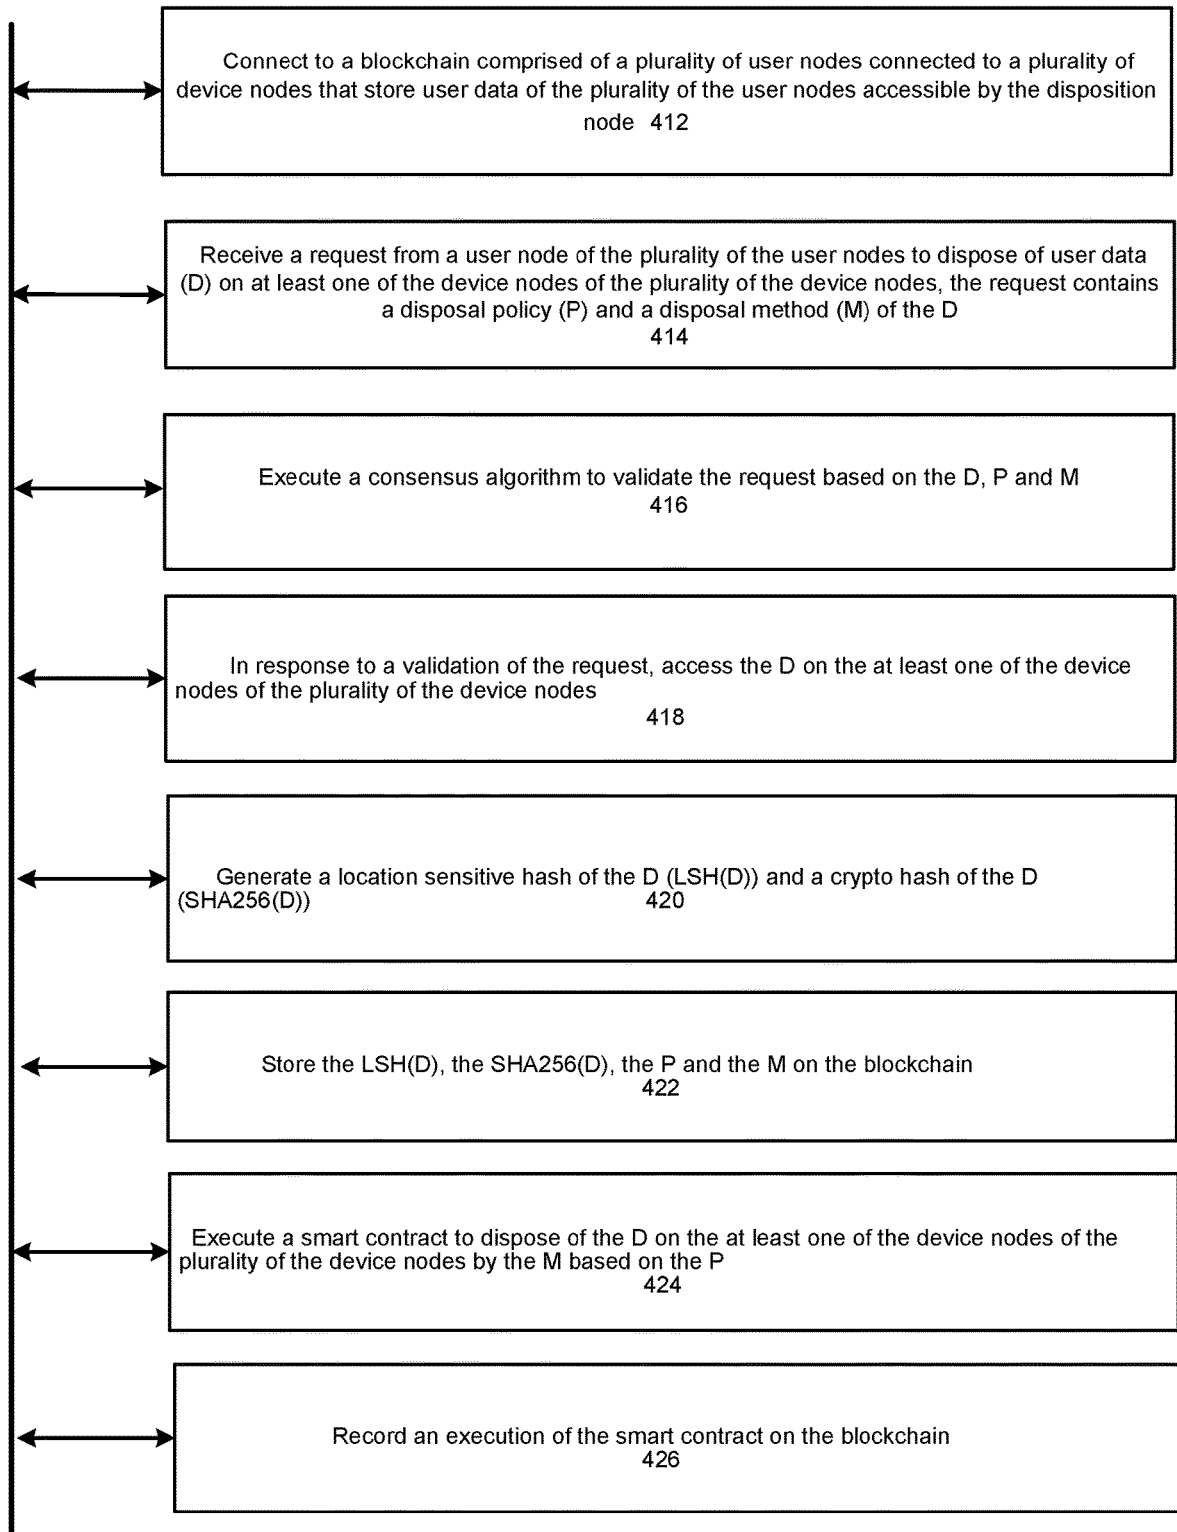 Connect to a blockchain comprised of a plurality of user nodes connected to a plurality of
device nodes that store user data of the plurality of the user nodes accessible by the disposition
node 412
Receive a request from a user node of the plurality of the user nodes to dispose of user data
(D) on at least one of the device nodes of the plurality of the device nodes, the request contains
a disposal policy (P) and a disposal method (M) of the D
414
Execute a consensus algorithm to validate the request based on the D, P and M
416
In response to a validation of the request, access the D on the at least one of the device
nodes of the plurality of the device nodes
418
Generate a location sensitive hash of the D (LSH(D)) and a crypto hash of the D
(SHA256(D)) 420
Store the LSH(D), the SHA256(D), the P and the M on the blockchain
422
Execute a smart contract to dispose of the D on the at least one of the device nodes of the
plurality of the device nodes by the M based on the P
424
Record an execution of the smart contract on the blockchain
426